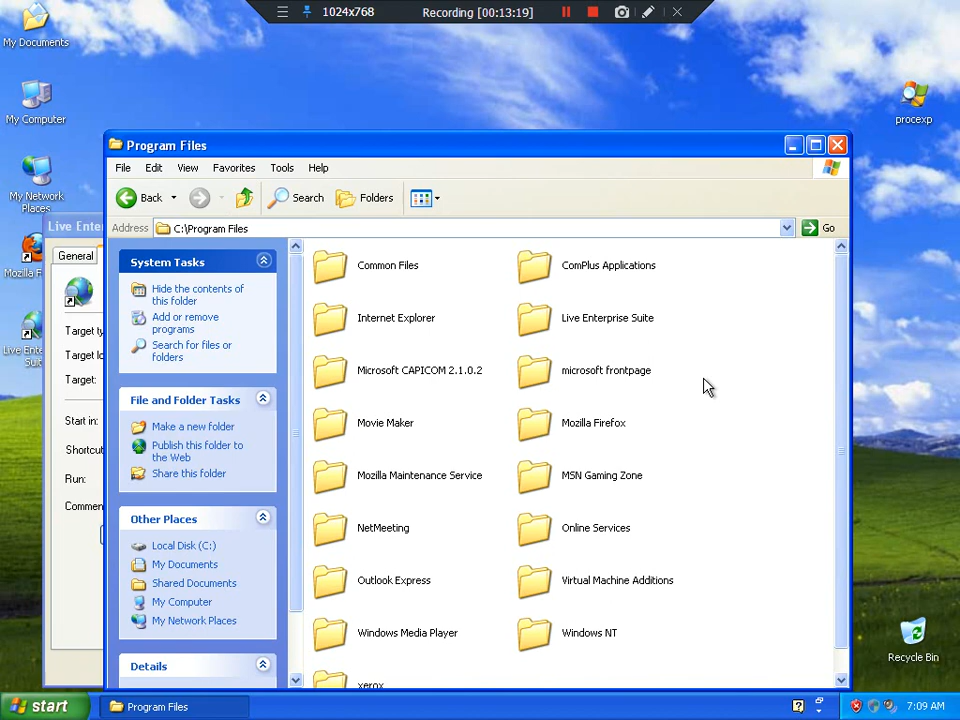 1024x768
Recording [00:13:19]
My Documents
My Computer
My Network
Places
Mozilla F
Live Ente
Suit
procexp
Recycle Bin
Live Ente
General
Target ty
Target lo
Target:
Start in:
Shortcut
Run:
Commen
Program Files
File
Edit
View
Favorites
Tools
Help
Back
Search
Folders
Address
C:\Program Files
Go
System Tasks
Hide the contents of
this folder
Add or remove
programs
Search for files or
folders
File and Folder Tasks
Make a new folder
Publish this folder to
the Web
Share this folder
Other Places
Local Disk (C:)
My Documents
Shared Documents
My Computer
My Network Places
Details
Common Files
ComPlus Applications
Internet Explorer
Live Enterprise Suite
Microsoft CAPICOM 2.1.0.2
microsoft frontpage
Movie Maker
Mozilla Firefox
Mozilla Maintenance Service
MSN Gaming Zone
NetMeeting
Online Services
Outlook Express
Virtual Machine Additions
Windows Media Player
Windows NT
xerox
start
Program Files
7:09 AM